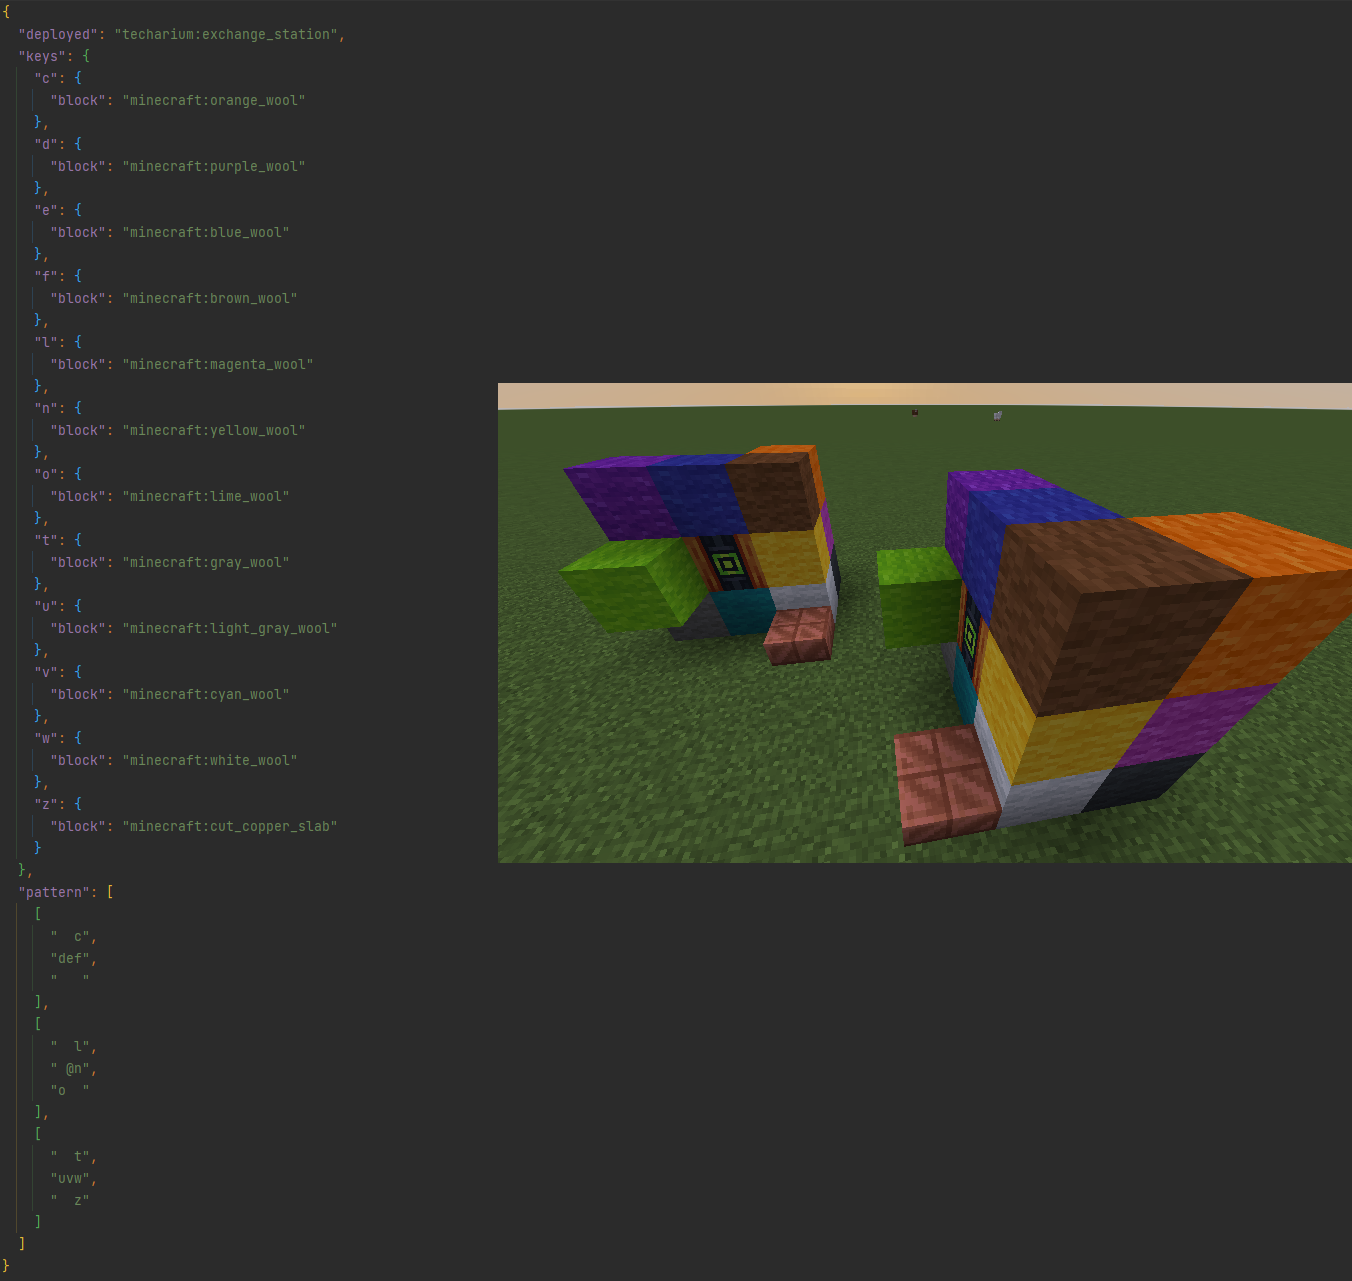 {
  "deployed": "techarium:exchange_station",
  "keys": {
    "c": {
      "block": "minecraft:orange_wool"
    },
    "d": {
      "block": "minecraft:purple_wool"
    },
    "e": {
      "block": "minecraft:blue_wool"
    },
    "f": {
      "block": "minecraft:brown_wool"
    },
    "l": {
      "block": "minecraft:magenta_wool"
    },
    "n": {
      "block": "minecraft:yellow_wool"
    },
    "o": {
      "block": "minecraft:lime_wool"
    },
    "t": {
      "block": "minecraft:gray_wool"
    },
    "u": {
      "block": "minecraft:light_gray_wool"
    },
    "v": {
      "block": "minecraft:cyan_wool"
    },
    "w": {
      "block": "minecraft:white_wool"
    },
    "z": {
      "block": "minecraft:cut_copper_slab"
    }
  },
  "pattern": [
    [
      "  c",
      "def",
      "   "
    ],
    [
      "  l",
      " @n",
      "o  "
    ],
    [
      "  t",
      "uvw",
      "  z"
    ]
  ]
}